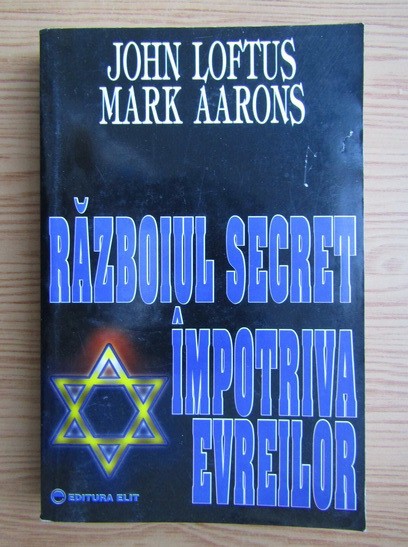 JOHN LOFTUS
MARK AARONS
RĂZBOIUL SECRET
ÎMPOTRIVA
EVREILOR
EDITURA ELIT